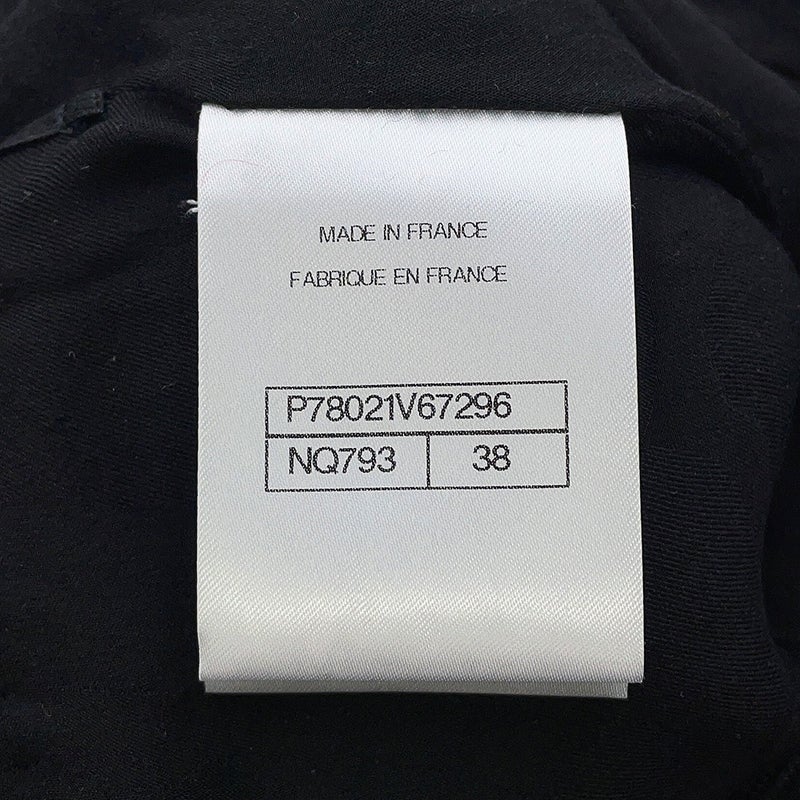 MADE IN FRANCE
FABRIQUE EN FRANCE
P78021V67296
NQ793 38